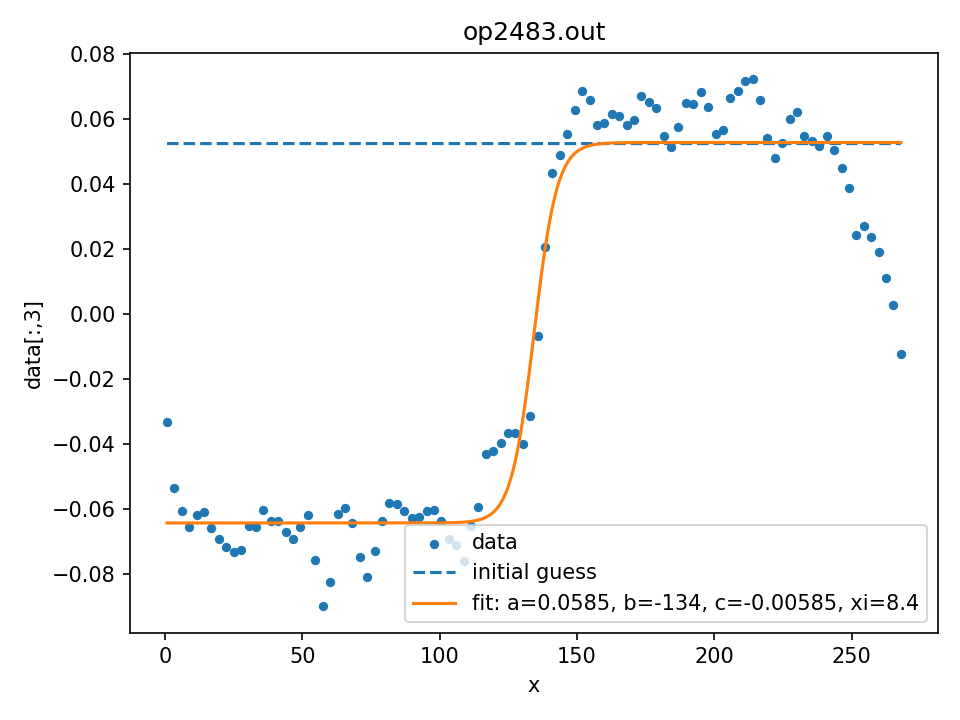 op2483.out
0.08
0.06
0.04
0.02
0.00
−0.02
−0.04
−0.06
−0.08
data[:,3]
data
initial guess
fit: a=0.0585, b=-134, c=-0.00585, xi=8.4
0 50 100 150 200 250
x